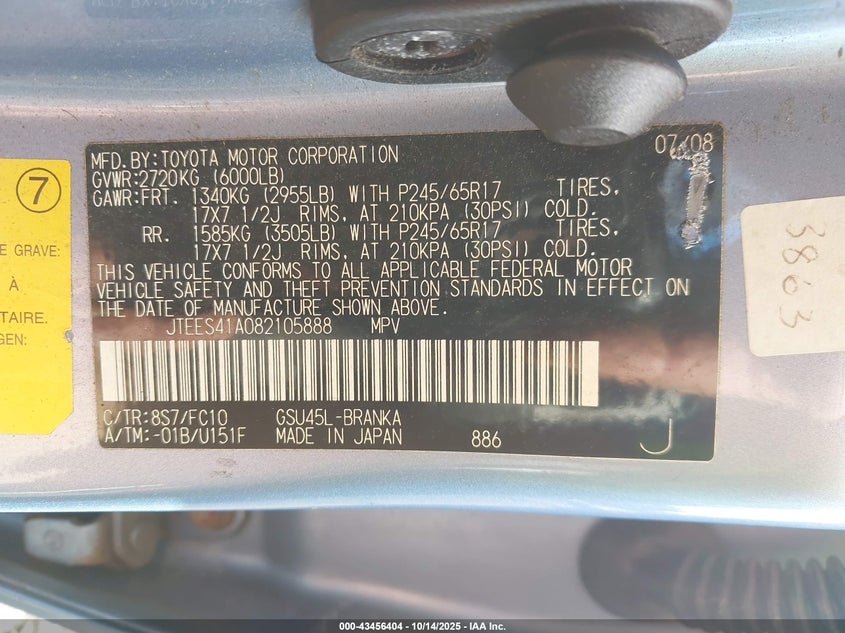 07/08
MFD.BY:TOYOTA MOTOR CORPORATION
GVWR:2720KG (6000LB)
GAWR:FRT. 1340KG (2955LB) WITH P245/65R17 TIRES,
17X7 1/2J RIMS, AT 210KPA (30PSI) COLD.
RR. 1585KG (3505LB) WITH P245/65R17 TIRES,
17X7 1/2J RIMS, AT 210KPA (30PSI) COLD.
THIS VEHICLE CONFORMS TO ALL APPLICABLE FEDERAL MOTOR
VEHICLE SAFETY AND THEFT PREVENTION STANDARDS IN EFFECT ON
THE DATE OF MANUFACTURE SHOWN ABOVE.
JTEES41A082105888 MPV
C/TR:8S7/FC10 GSU45L-BRANKA
A/TM:-01B/U151F MADE IN JAPAN 886 J
7
E GRAVE:
À
TAIRE.
GEN:
3863
000-43456404 | 10/14/2025 | IAA Inc.